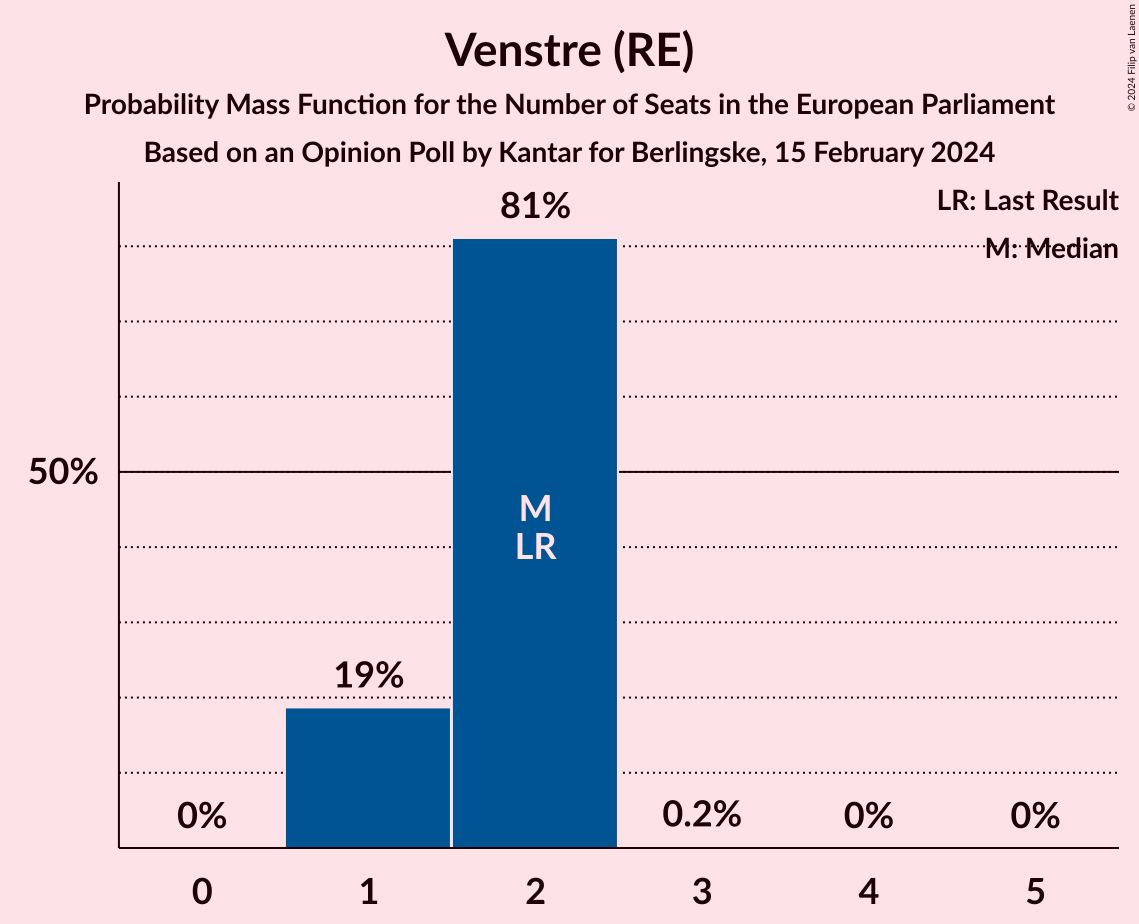 Venstre (RE)
Probability Mass Function for the Number of Seats in the European Parliament
Based on an Opinion Poll by Kantar for Berlingske, 15 February 2024
© 2024 Filip van Laenen
LR: Last Result
M: Median
81%
50%
M
LR
19%
0%
0.2%
0%
0%
0 1 2 3 4 5